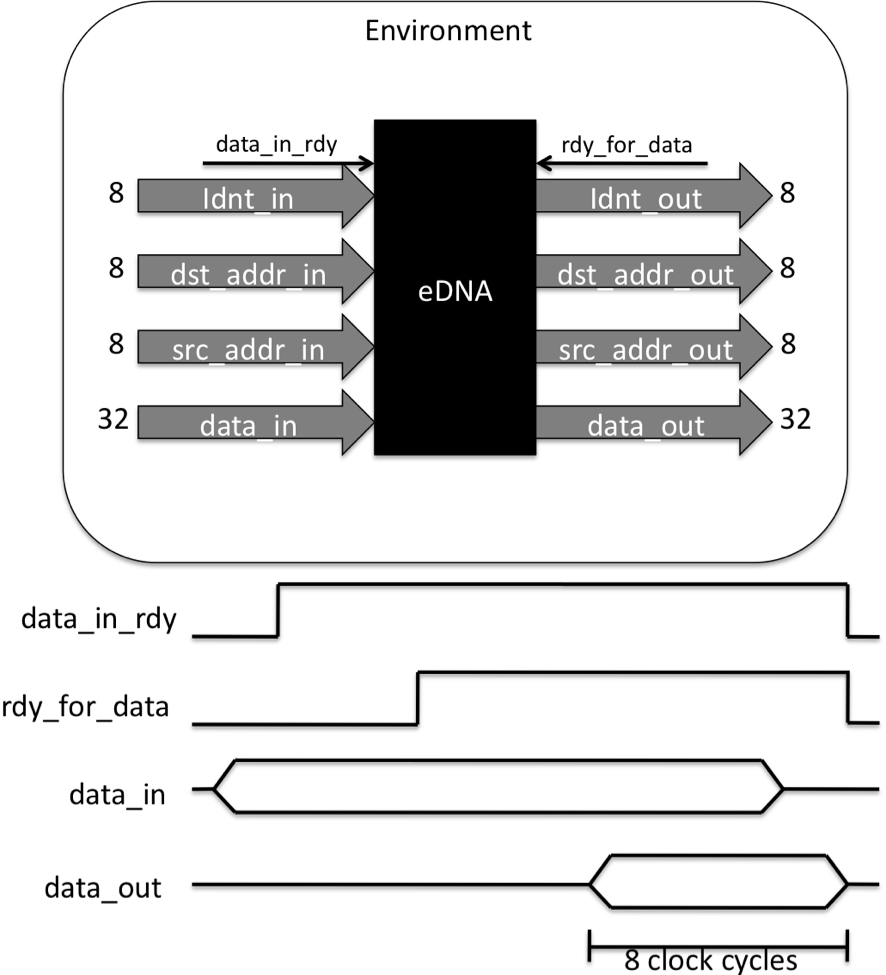 Environment
data_in_rdy
rdy_for_data
8
Idnt_in
Idnt_out
8
8
dst_addr_in
dst_addr_out
8
eDNA
8
src_addr_in
src_addr_out
8
32
data_in
data_out
32
data_in_rdy
rdy_for_data
data_in
data_out
8 clock cycles